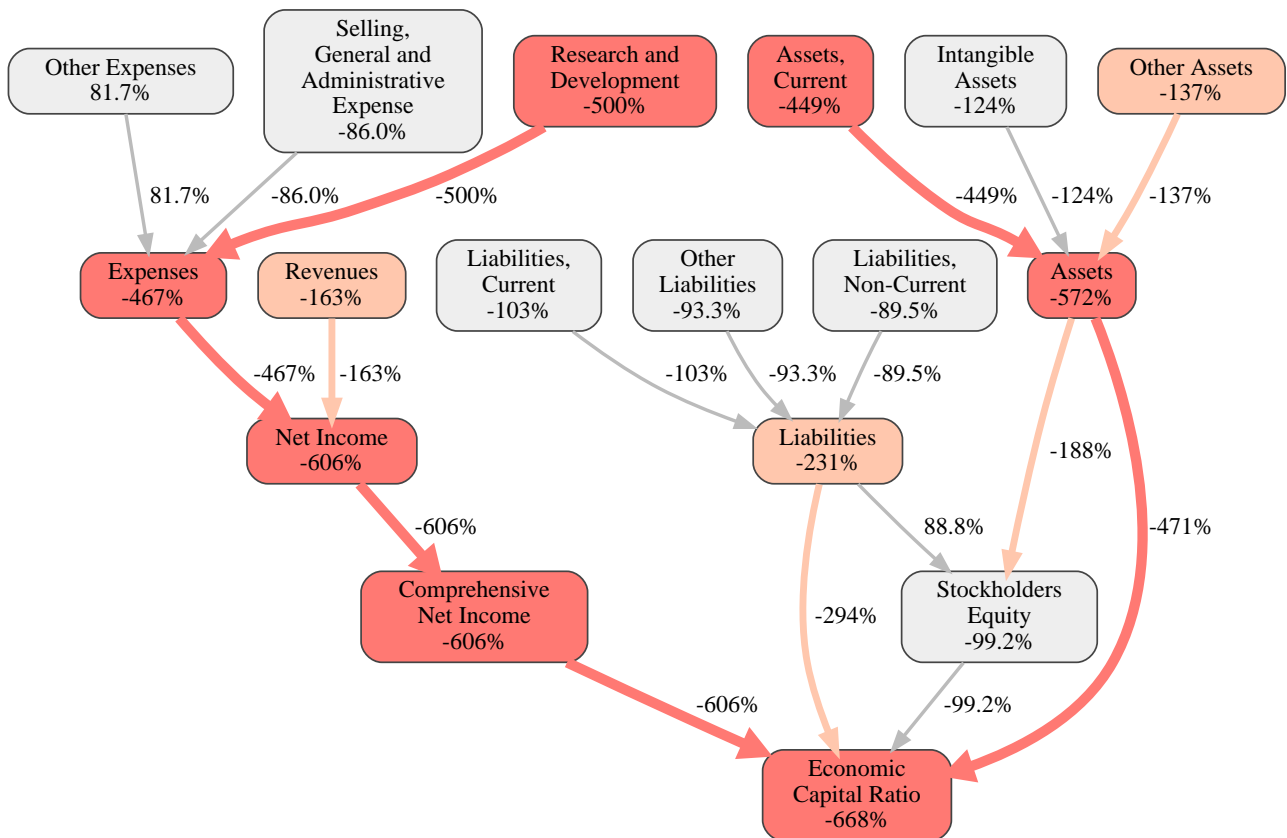 Other Expenses
81.7%
Selling,
General and
Administrative
Expense
-86.0%
Research and
Development
-500%
Assets,
Current
-449%
Intangible
Assets
-124%
Other Assets
-137%
81.7%
-86.0%
-500%
-449%
-124%
-137%
Expenses
-467%
Revenues
-163%
Liabilities,
Current
-103%
Other
Liabilities
-93.3%
Liabilities,
Non-Current
-89.5%
Assets
-572%
-467%
-163%
-103%
-93.3%
-89.5%
Net Income
-606%
Liabilities
-231%
-188%
-606%
88.8%
-471%
Comprehensive
Net Income
-606%
-294%
Stockholders
Equity
-99.2%
-606%
-99.2%
Economic
Capital Ratio
-668%